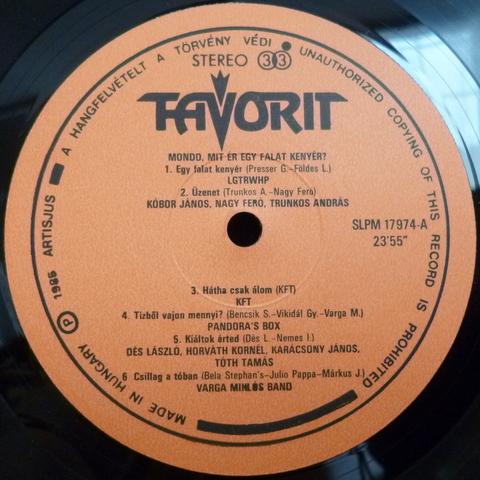 A HANGFELVÉTELT A TÖRVÉNY VÉDI • UNAUTHORIZED COPYING OF THIS RECORD IS PROHIBITED
STEREO 33
FAVORIT
MONDD, MIT ÉR EGY FALAT KENYÉR?
1. Egy falat kenyér (Presser G.-Földes L.)
LGTRWHP
2. Üzenet (Trunkos A.-Nagy Feró)
KÓBOR JÁNOS, NAGY FERÓ, TRUNKOS ANDRÁS
SLPM 17974-A
23'55"
3. Hátha csak álom (KFT)
KFT
4. Tizből vajon mennyi? (Bencsik S.-Vikidál Gy.-Varga M.)
PANDORA'S BOX
5. Kiáltok érted (Dés L.-Nemes I.)
DÉS LÁSZLÓ, HORVÁTH KORNÉL, KARÁCSONY JÁNOS,
TÓTH TAMÁS
6 Csillag a tóban (Bela Stephan's-Julio Pappa-Márkus J.)
VARGA MIKLÓS BAND
MADE IN HUNGARY ℗ 1985 ARTISJUS